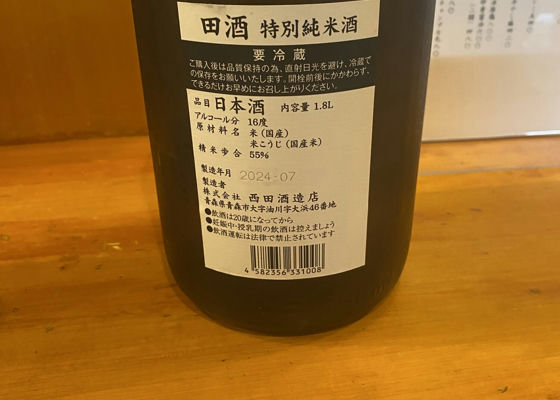 田酒 特別純米酒
要冷蔵
ご購入後は品質保持の為、直射日光を避け、冷蔵で
の保存をお願いいたします。開栓前後にかかわらず、
できるだけお早めにお召し上がりください。
品目 日本酒 内容量 1.8L
アルコール分 16度
原材料名 米(国産)
米こうじ(国産米)
精米歩合 55%
製造年月 2024-07
製造者
株式会社 西田酒造店
青森県青森市大字油川字大浜46番地
●飲酒は20歳になってから
●妊娠中・授乳期の飲酒は控えましょう
●飲酒運転は法律で禁止されています
4582356331008